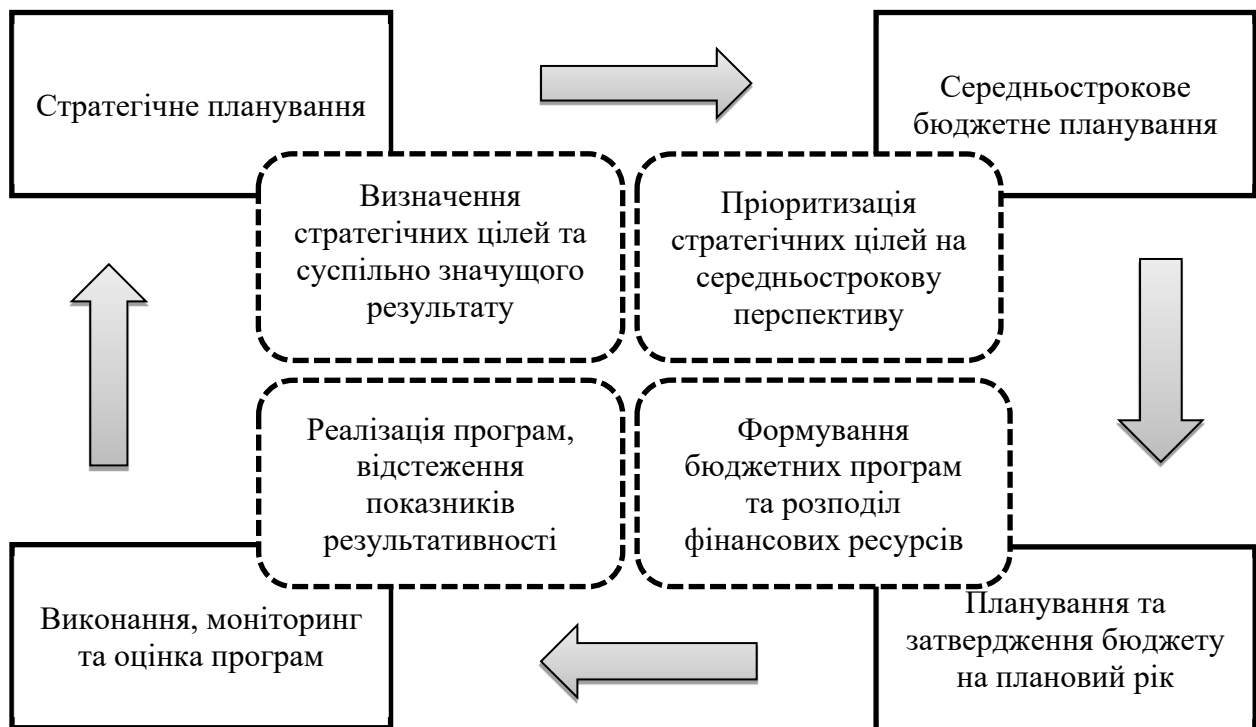 Стратегічне планування
Середньострокове
бюджетне планування
Визначення
стратегічних цілей та
суспільно значущого
результату
Пріоритизація
стратегічних цілей на
середньострокову
перспективу
Реалізація програм,
відстеження
показників
результативності
Формування
бюджетних програм
та розподіл
фінансових ресурсів
Виконання, моніторинг
та оцінка програм
Планування та
затвердження бюджету
на плановий рік